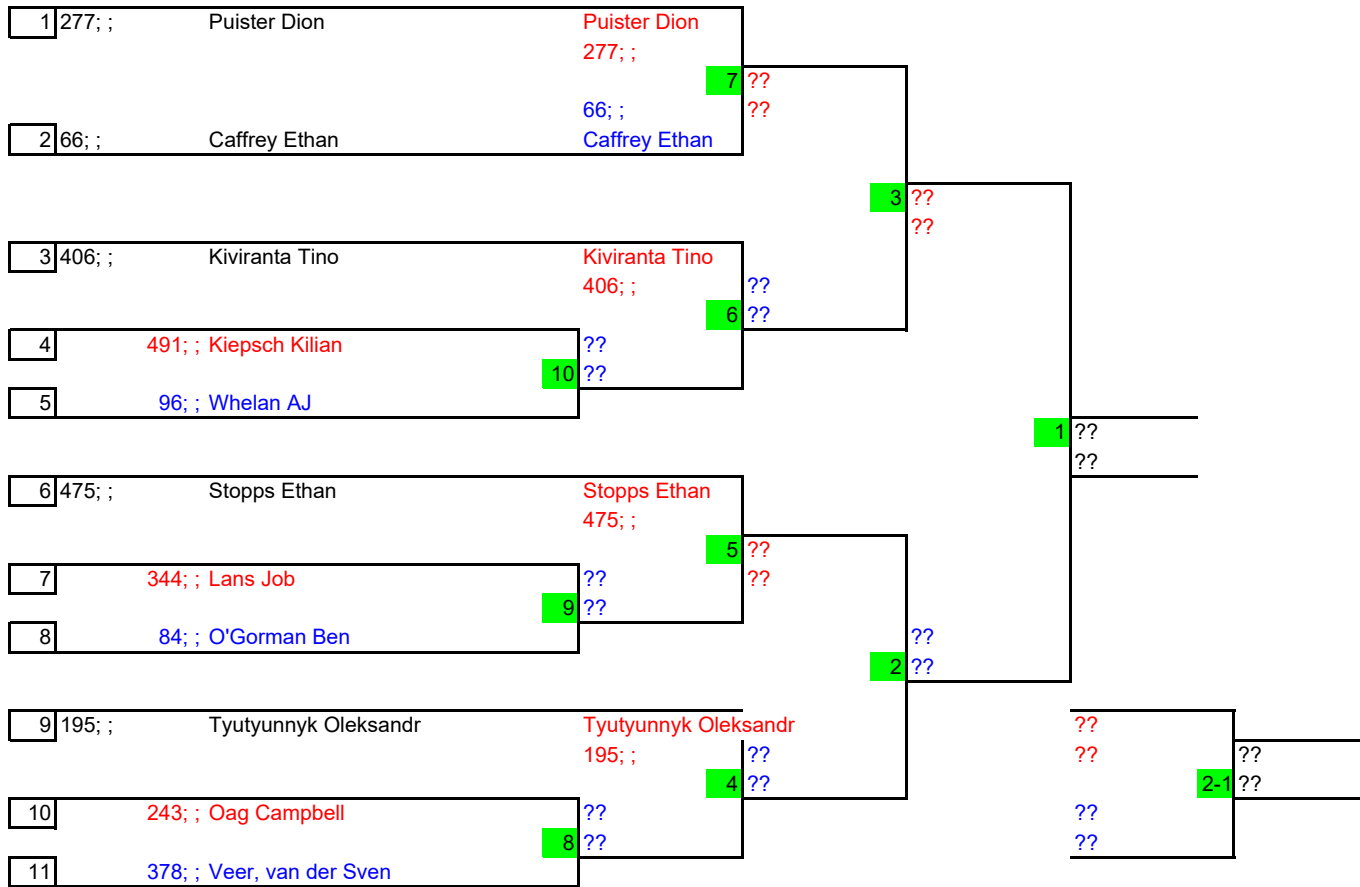 1 277; ; Puister Dion Puister Dion
277; ;
7 ??
66; ; ??
2 66; ; Caffrey Ethan Caffrey Ethan
3 ??
??
3 406; ; Kiviranta Tino Kiviranta Tino
406; ; ??
6 ??
4 491; ; Kiepsch Kilian ??
10 ??
5 96; ; Whelan AJ
1 ??
??
6 475; ; Stopps Ethan Stopps Ethan
475; ;
5 ??
7 344; ; Lans Job ?? ??
9 ??
8 84; ; O'Gorman Ben ??
2 ??
9 195; ; Tyutyunnyk Oleksandr Tyutyunnyk Oleksandr ??
195; ; ?? ?? ??
4 ?? 2-1 ??
10 243; ; Oag Campbell ?? ??
8 ?? ??
11 378; ; Veer, van der Sven